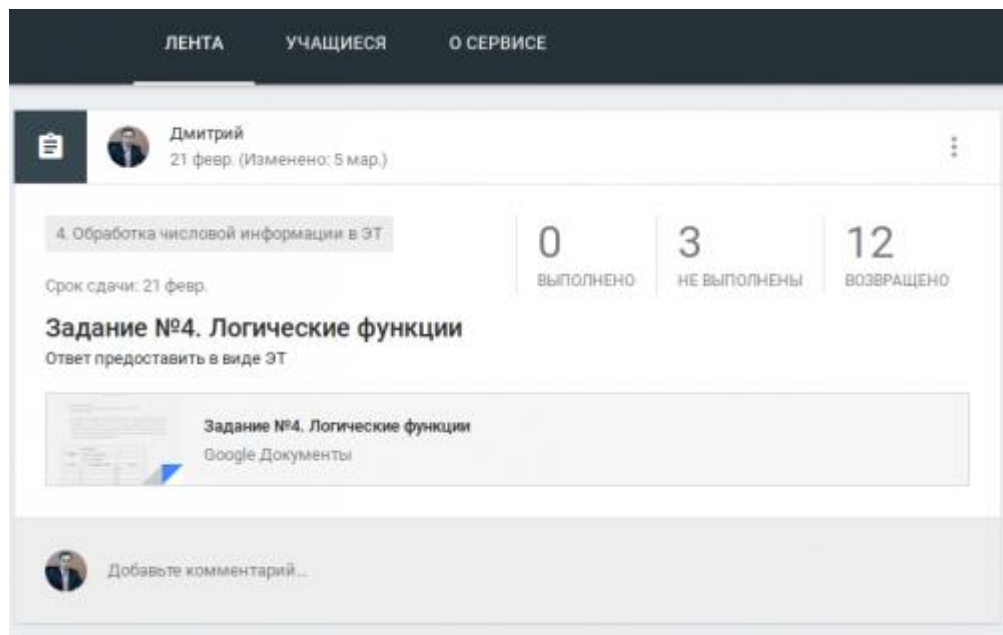 ЛЕНТА УЧАЩИЕСЯ О СЕРВИСЕ
Дмитрий
21 февр. (Изменено: 5 мар.)
4. Обработка числовой информации в ЭТ
Срок сдачи: 21 февр.
0 3 12
ВЫПОЛНЕНО НЕ ВЫПОЛНЕНЫ ВОЗВРАЩЕНО
Задание №4. Логические функции
Ответ предоставить в виде ЭТ
Задание №4. Логические функции
Google Документы
Добавьте комментарий...